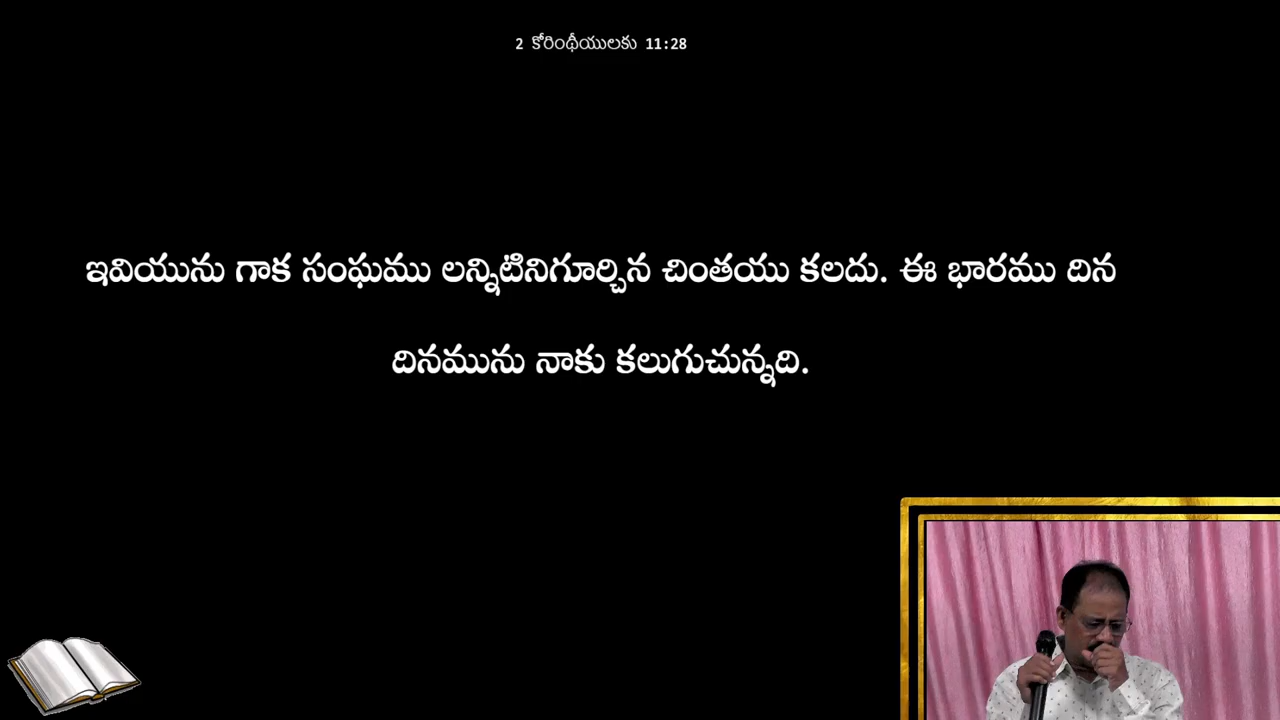 2 కోరింథీయులకు 11:28
ఇవియును గాక సంఘము లన్నిటినిగూర్చిన చింతయు కలదు. ఈ భారము దిన
దినమును నాకు కలుగుచున్నది.